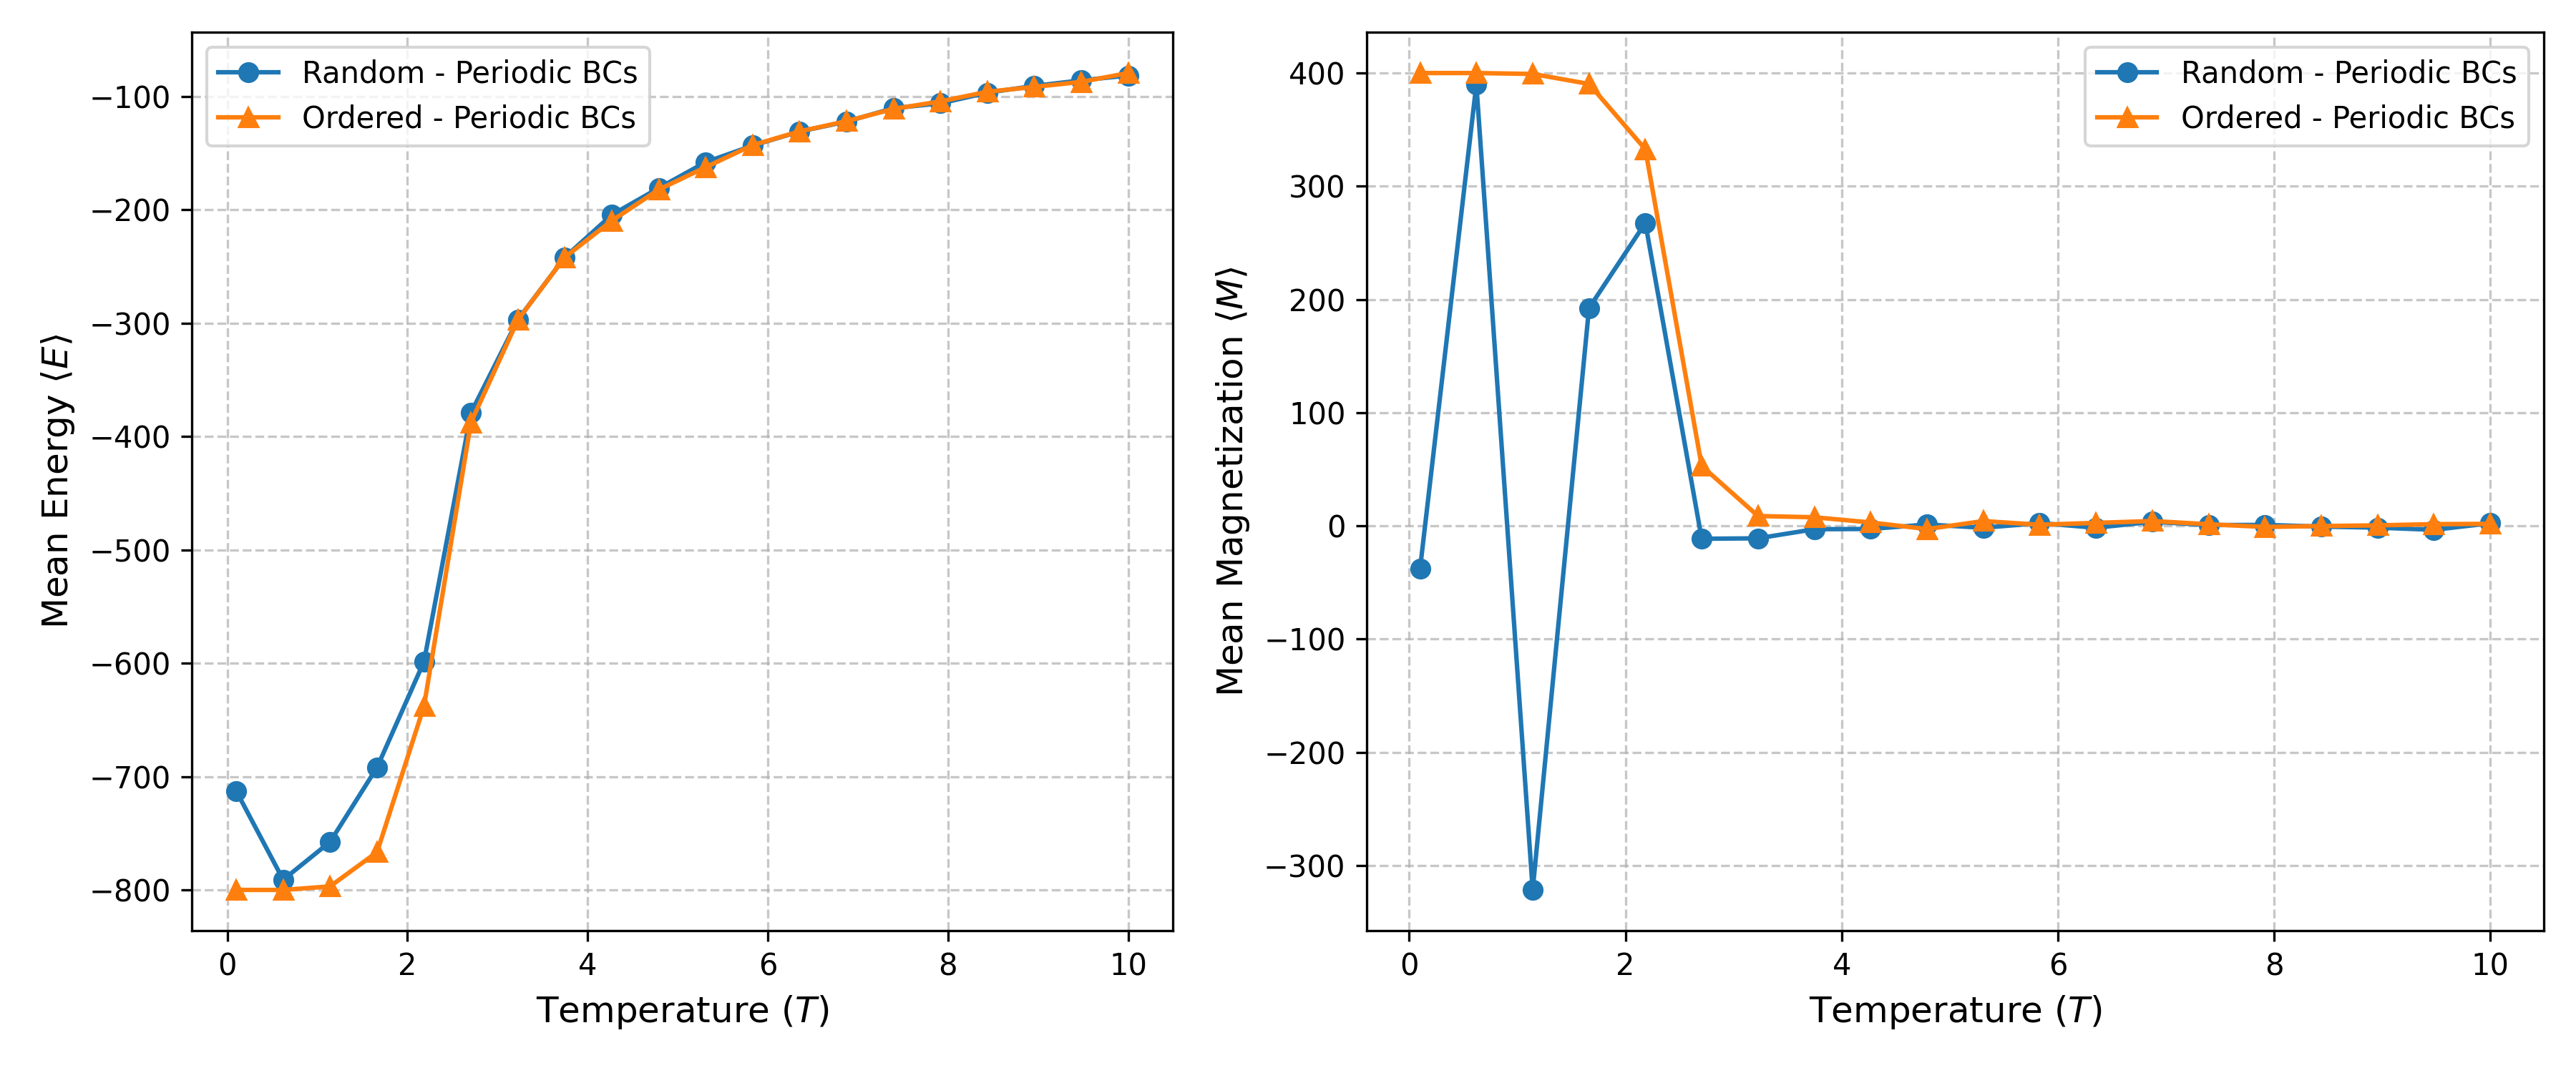 Random - Periodic BCs
Ordered - Periodic BCs
−100
−200
−300
−400
−500
−600
−700
−800
Mean Energy ⟨E⟩
0 2 4 6 8 10
Temperature (T)
Random - Periodic BCs
Ordered - Periodic BCs
400
300
200
100
0
−100
−200
−300
Mean Magnetization ⟨M⟩
0 2 4 6 8 10
Temperature (T)